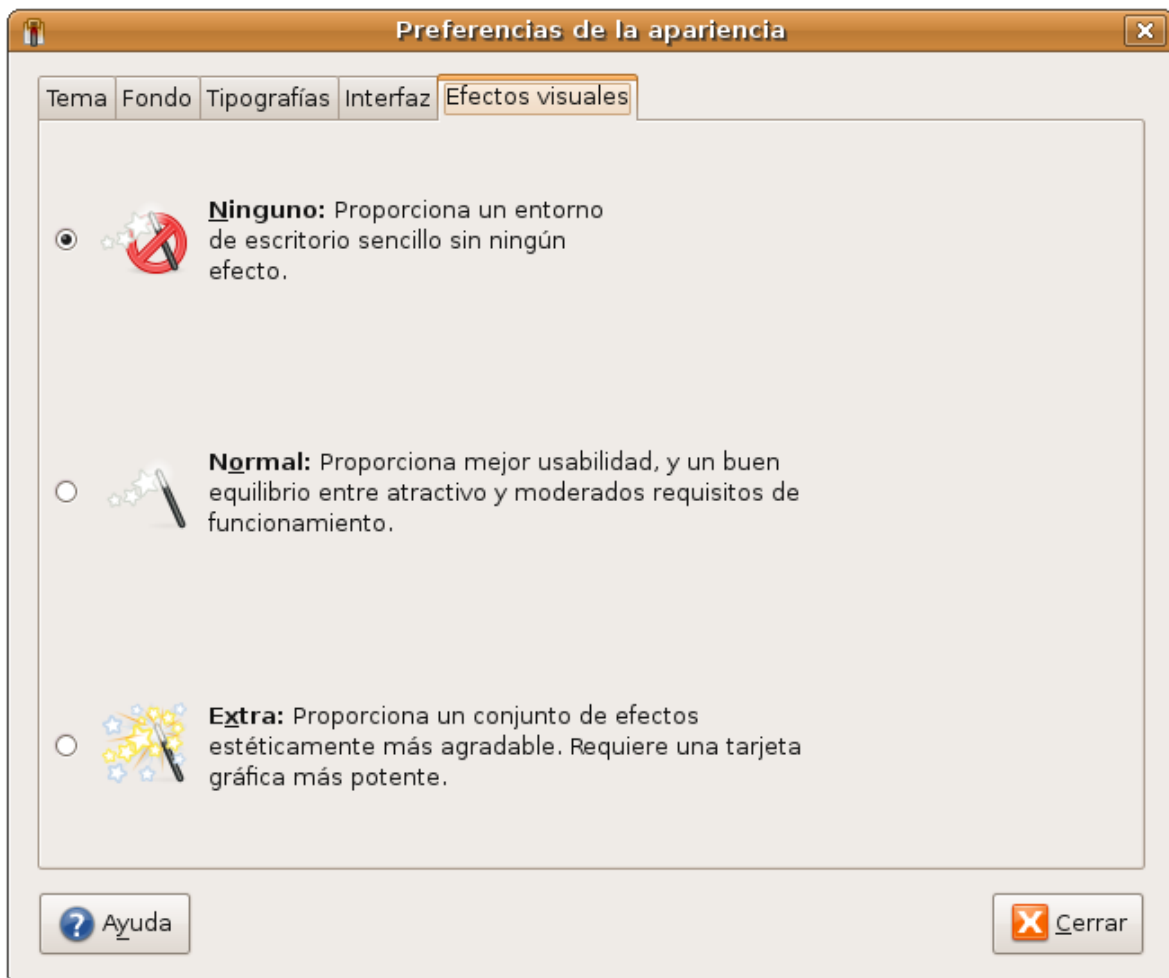 Preferencias de la apariencia
Tema Fondo Tipografías Interfaz Efectos visuales
Ninguno: Proporciona un entorno
de escritorio sencillo sin ningún
efecto.
Normal: Proporciona mejor usabilidad, y un buen
equilibrio entre atractivo y moderados requisitos de
funcionamiento.
Extra: Proporciona un conjunto de efectos
estéticamente más agradable. Requiere una tarjeta
gráfica más potente.
Ayuda Cerrar